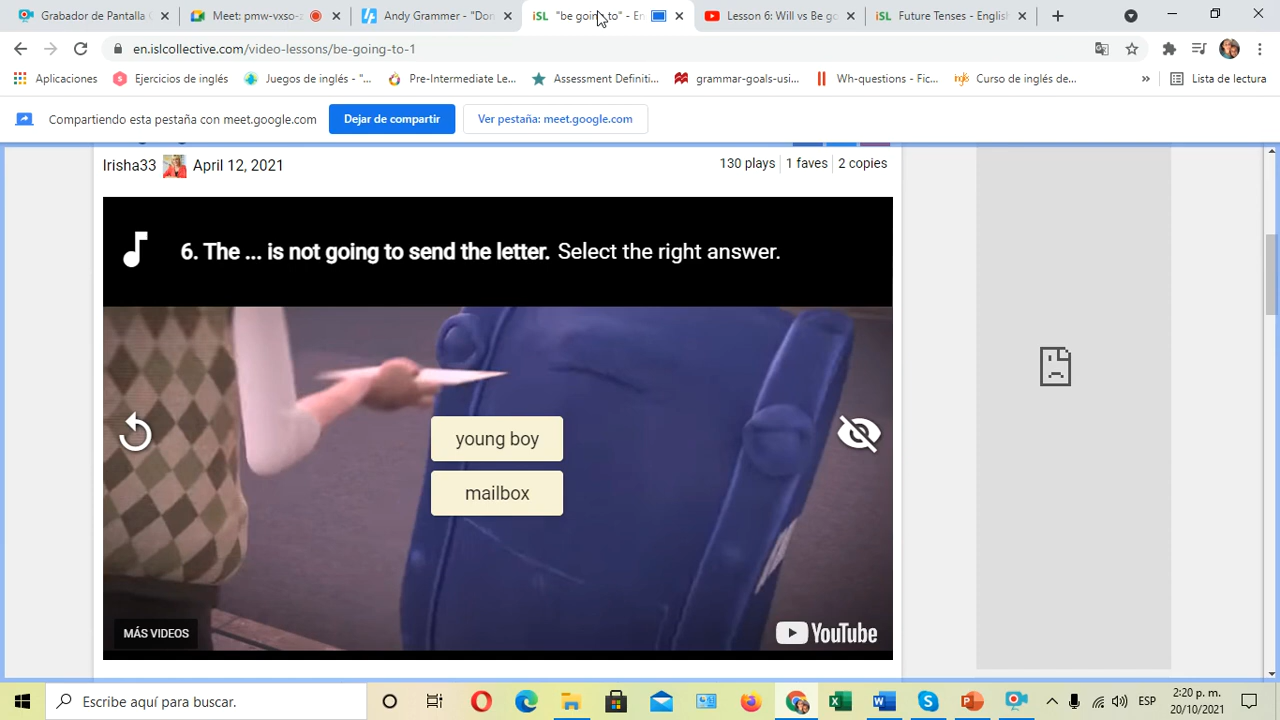 Grabador de Pantalla
Meet: pmw-vxso-z
Andy Grammer - "Don
iSL "be going to" - En
Lesson 6: Will vs Be go
iSL Future Tenses - Englis
en.islcollective.com/video-lessons/be-going-to-1
Aplicaciones
Ejercicios de inglés
Juegos de inglés - "...
Pre-Intermediate Le...
Assessment Definiti...
grammar-goals-usi...
Wh-questions - Fic...
inglés Curso de inglés de...
»
Lista de lectura
Compartiendo esta pestaña con meet.google.com
Dejar de compartir
Ver pestaña: meet.google.com
Irisha33 April 12, 2021
130 plays 1 faves 2 copies
6. The ... is not going to send the letter. Select the right answer.
young boy
mailbox
MÁS VIDEOS
YouTube
Escribe aquí para buscar.
ESP
2:20 p. m.
20/10/2021